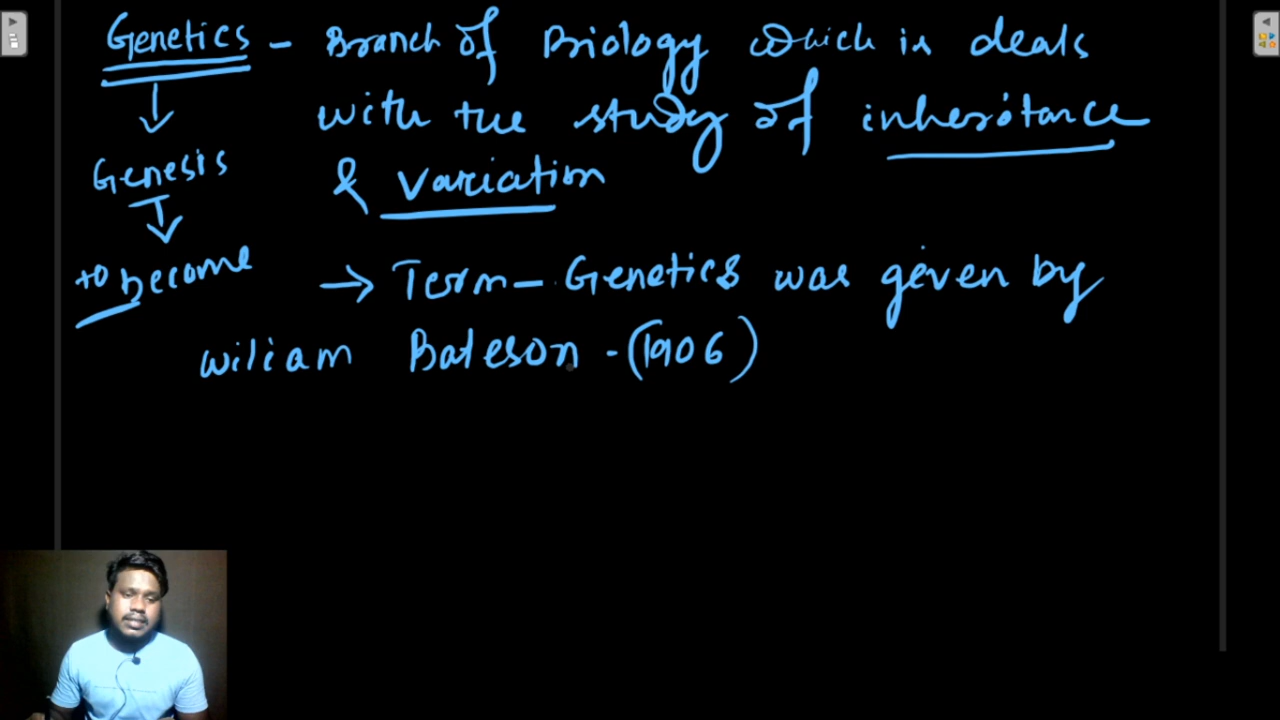 Genetics - Branch of Biology which is deals
with the study of inheritance
& variation
↓
Genesis
↓
to become
→ Term - Genetics was given by
wiliam Bateson - (1906)